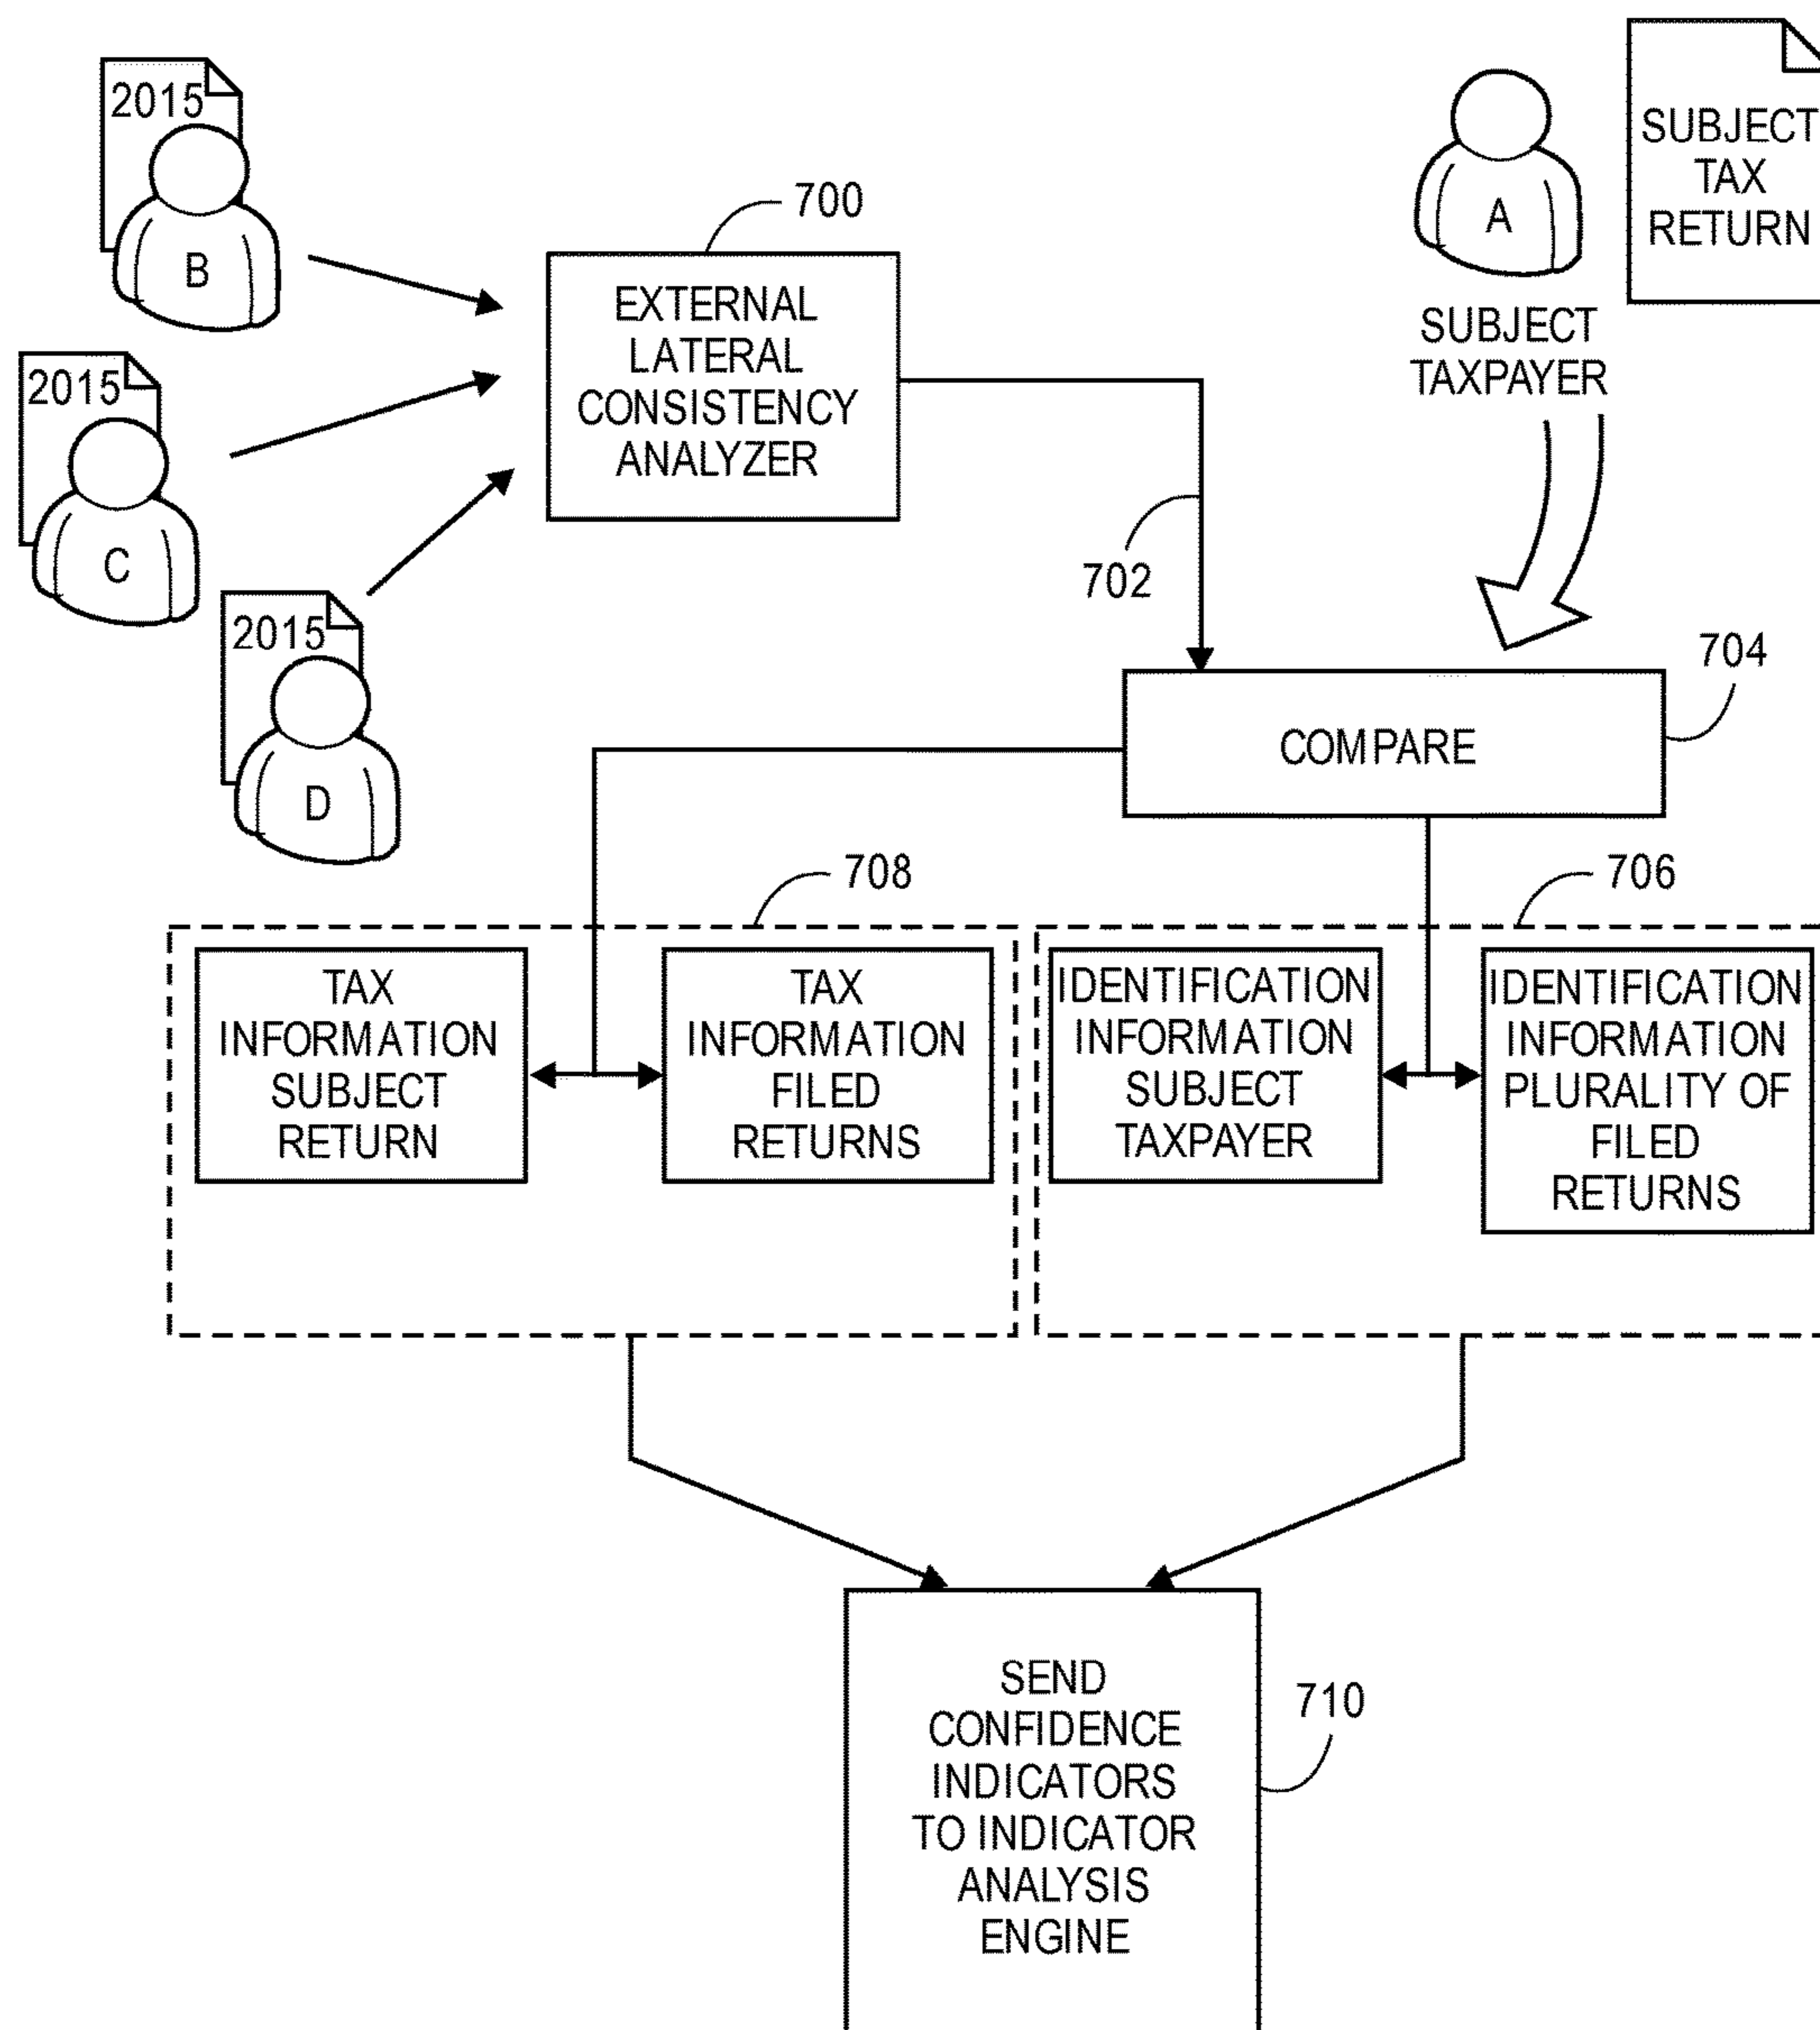 2015
B
2015
C
2015
D
700
EXTERNAL
LATERAL
CONSISTENCY
ANALYZER
702
A
SUBJECT
TAXPAYER
SUBJECT
TAX
RETURN
704
COMPARE
708
TAX
INFORMATION
SUBJECT
RETURN
TAX
INFORMATION
FILED
RETURNS
706
IDENTIFICATION
INFORMATION
SUBJECT
TAXPAYER
IDENTIFICATION
INFORMATION
PLURALITY OF
FILED
RETURNS
SEND
CONFIDENCE
INDICATORS
TO INDICATOR
ANALYSIS
ENGINE
710